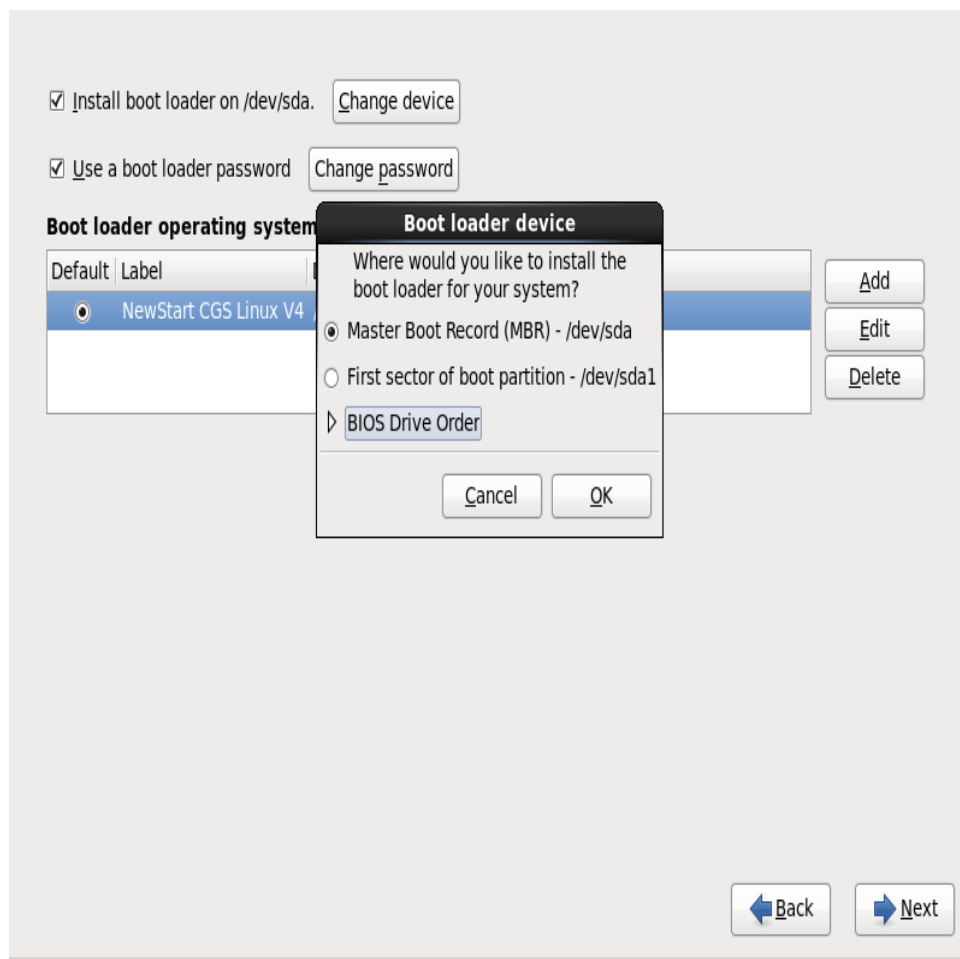 Install boot loader on /dev/sda. Change device
Use a boot loader password Change password
Boot loader operating system
Boot loader device
Where would you like to install the
boot loader for your system?
Default Label
Add
NewStart CGS Linux V4
Master Boot Record (MBR) - /dev/sda
Edit
First sector of boot partition - /dev/sda1
Delete
BIOS Drive Order
Cancel OK
Back Next